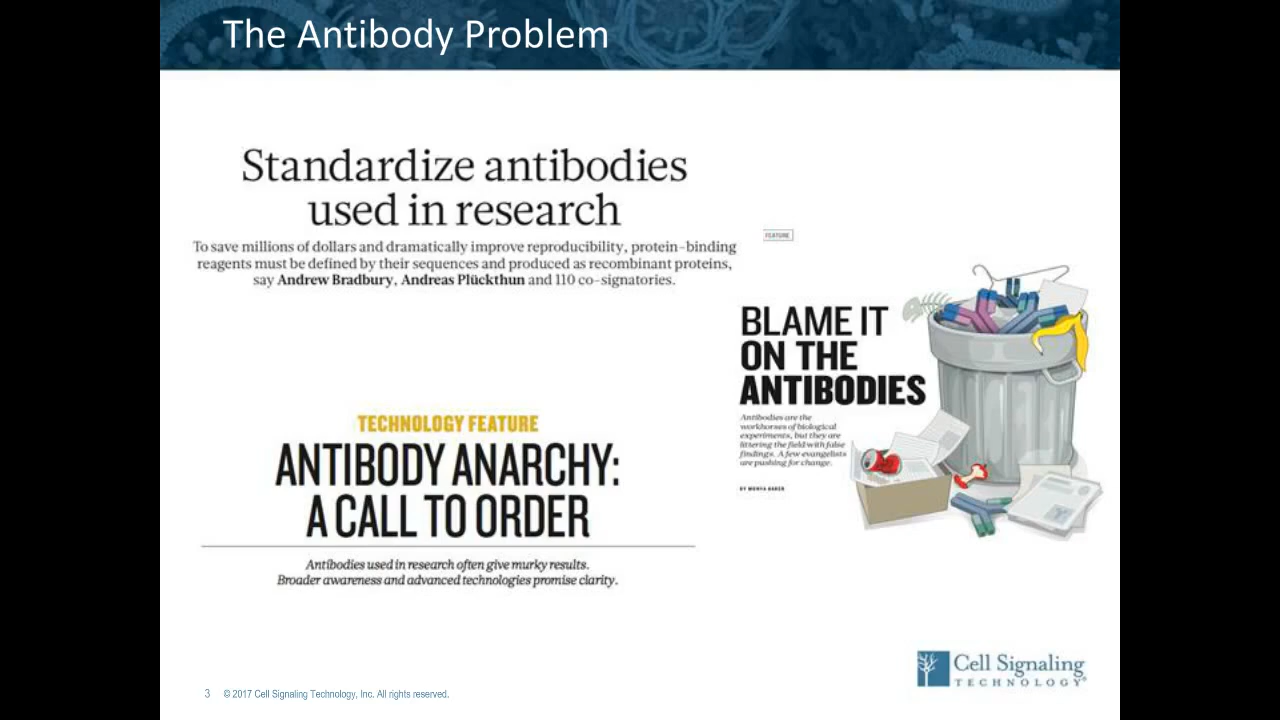 The Antibody Problem
Standardize antibodies
used in research
To save millions of dollars and dramatically improve reproducibility, protein-binding
reagents must be defined by their sequences and produced as recombinant proteins,
say Andrew Bradbury, Andreas Plückthun and 110 co-signatories.
FEATURE
BLAME IT
ON THE
ANTIBODIES
Antibodies are the
workhorses of biological
experiments, but they are
littering the field with false
findings. A few evangelists
are pushing for change.
BY MONYA BAKER
TECHNOLOGY FEATURE
ANTIBODY ANARCHY:
A CALL TO ORDER
Antibodies used in research often give murky results.
Broader awareness and advanced technologies promise clarity.
3 © 2017 Cell Signaling Technology, Inc. All rights reserved.
Cell Signaling
TECHNOLOGY®